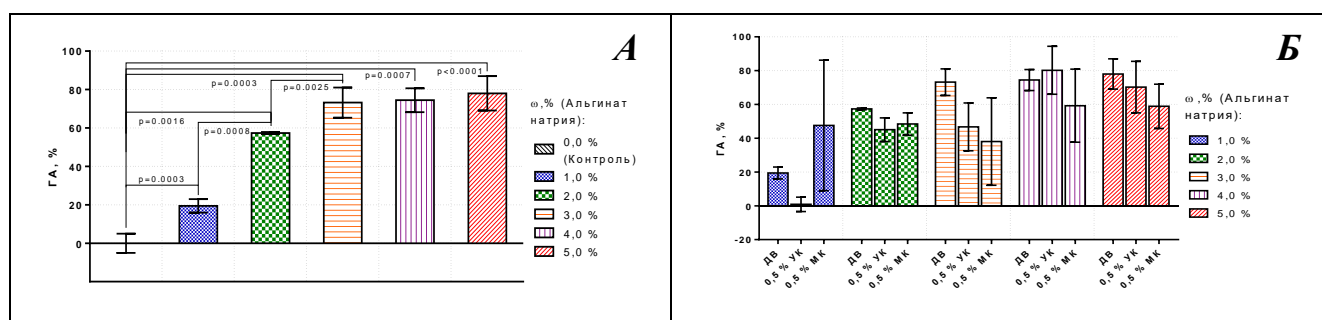 А
ГА, %
100
80
60
40
20
0
p<0.0001
p=0.0007
p=0.0003
p=0.0025
p=0.0016
p=0.0008
p=0.0003
ω,% (Альгинат
натрия):
0,0 %
(Контроль)
1,0 %
2,0 %
3,0 %
4,0 %
5,0 %
Б
ГА, %
100
80
60
40
20
0
-20
ДВ
0,5 % УК
0,5 % МК
ДВ
0,5 % УК
0,5 % МК
ДВ
0,5 % УК
0,5 % МК
ДВ
0,5 % УК
0,5 % МК
ДВ
0,5 % УК
0,5 % МК
ω,% (Альгинат
натрия):
1,0 %
2,0 %
3,0 %
4,0 %
5,0 %